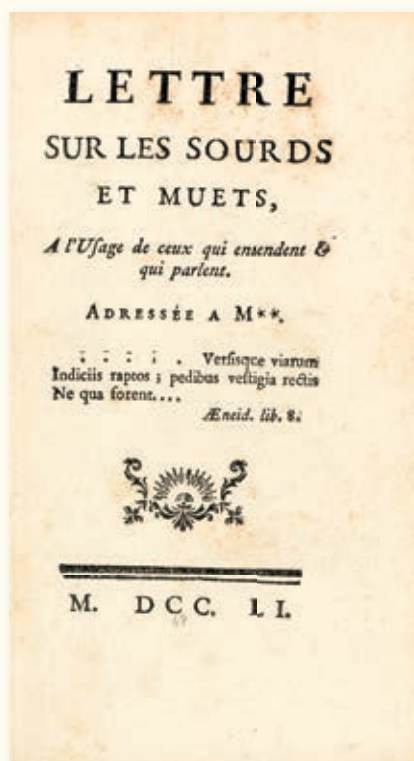 LETTRE
SUR LES SOURDS
ET MUETS,
A l'Uſage de ceux qui entendent &
qui parlent.
ADRESSÉE A M**.
. . . . . Verſisque viarum
Indiciis raptos ; pedibus veſtigia rectis
Ne qua forent....
Æneid. lib. 8.
M. DCC. LI.